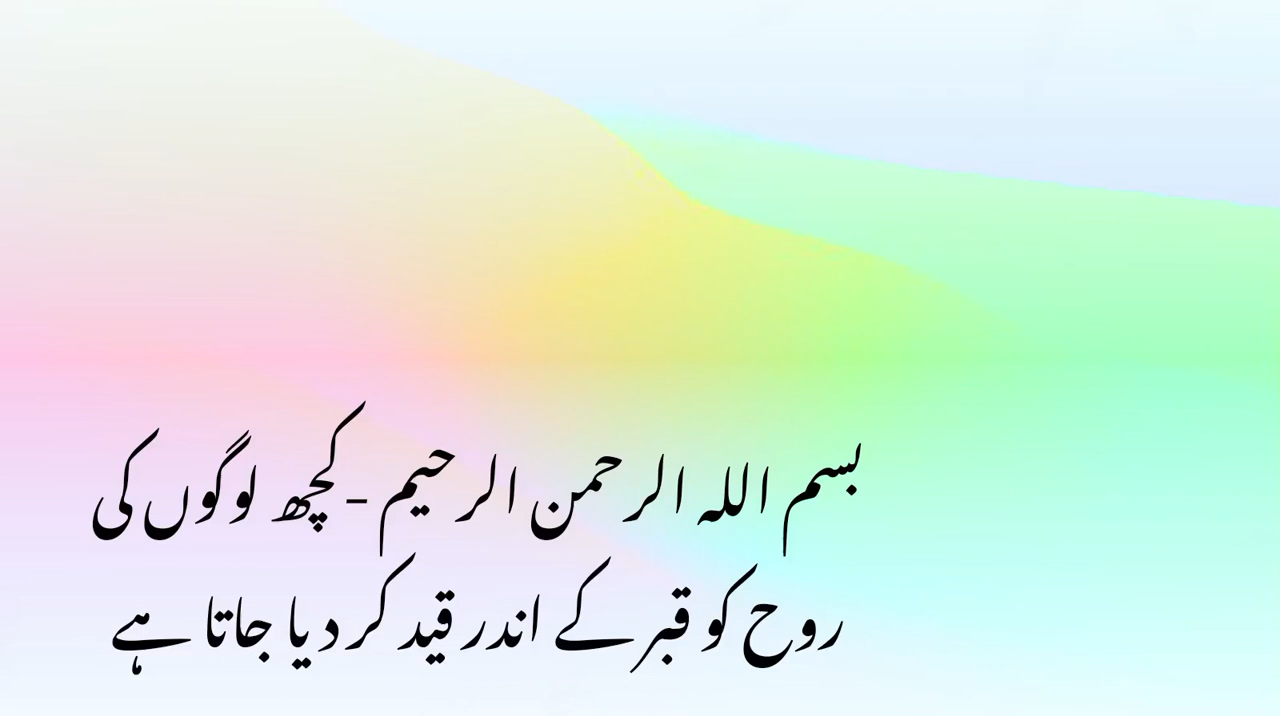 بسم اللہ الرحمن الرحیم - کچھ لوگوں کی
روح کو قبر کے اندر قید کر دیا جاتا ہے